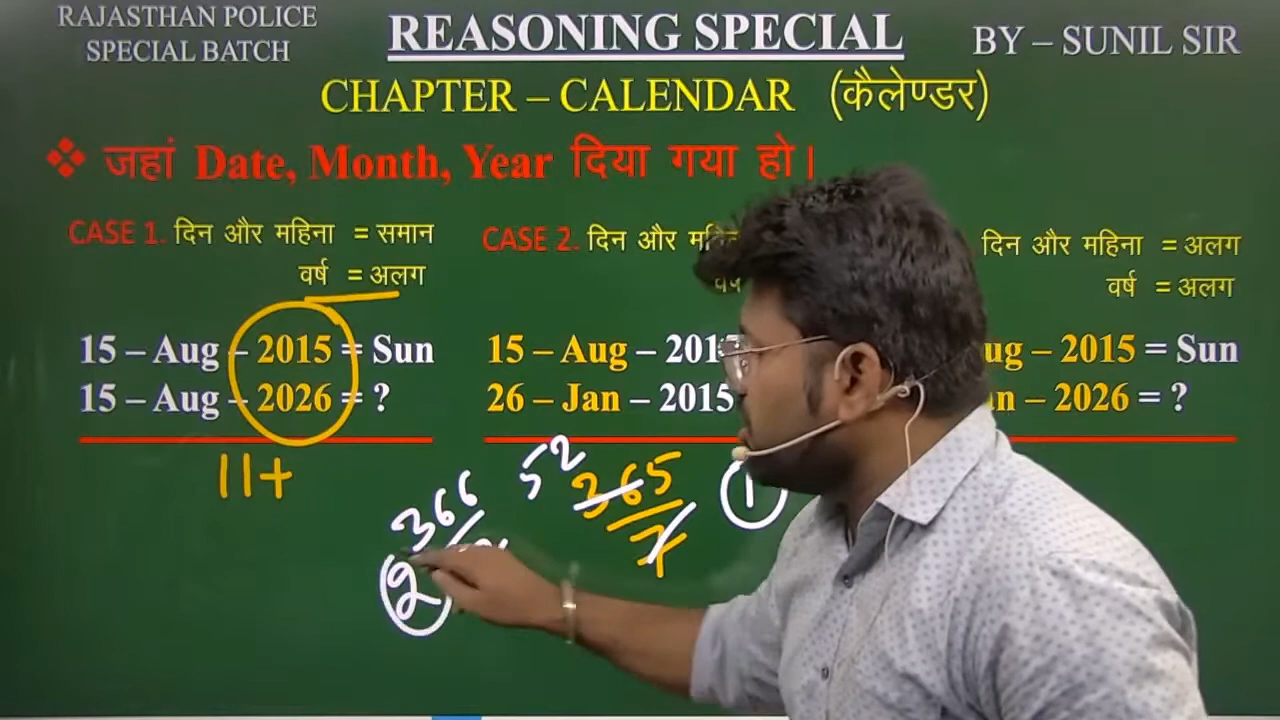 RAJASTHAN POLICE
SPECIAL BATCH
REASONING SPECIAL
BY – SUNIL SIR
CHAPTER – CALENDAR (कैलेण्डर)
❖ जहां Date, Month, Year दिया गया हो।
CASE 1. दिन और महिना = समान
वर्ष = अलग
15 – Aug – 2015 = Sun
15 – Aug – 2026 = ?
11+
CASE 2. दिन और
15 – Aug – 201
26 – Jan – 2015
दिन और महिना = अलग
वर्ष = अलग
ug – 2015 = Sun
n – 2026 = ?
366
2
52
365
7
1